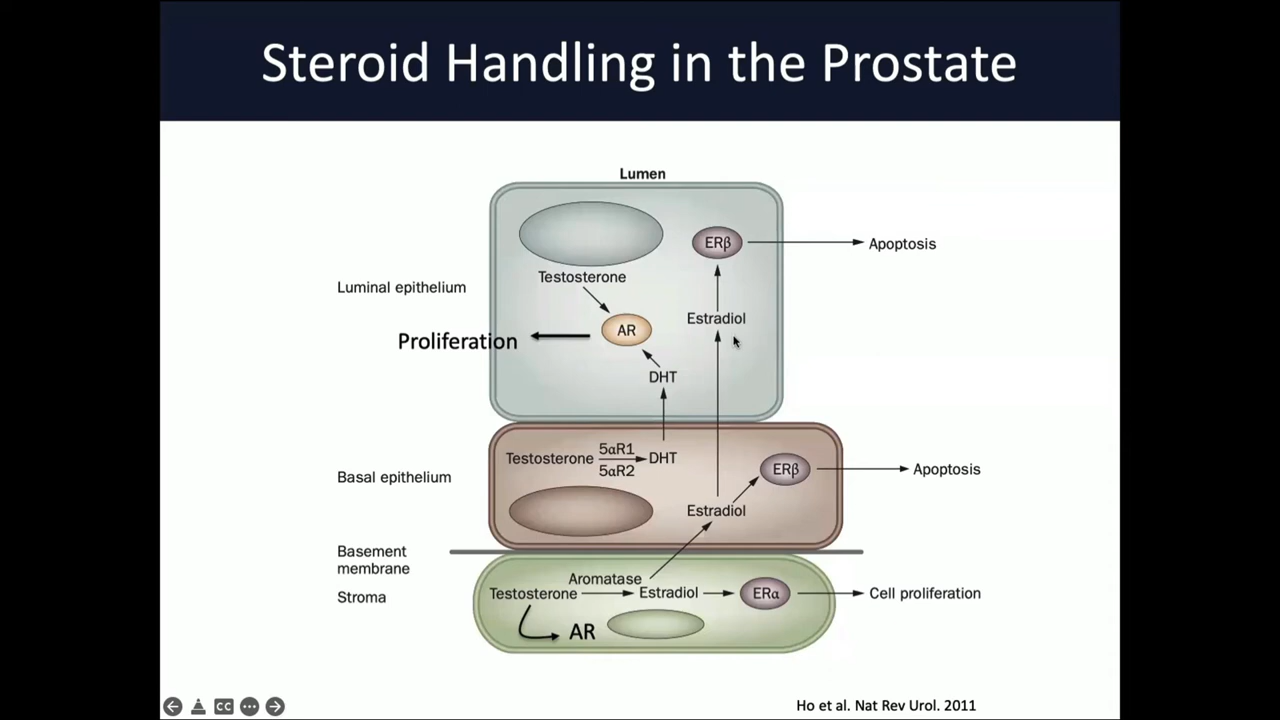 Steroid Handling in the Prostate
Lumen
ERβ
Apoptosis
Testosterone
Luminal epithelium
Estradiol
AR
Proliferation
DHT
Testosterone
5αR1
5αR2
DHT
ERβ
Apoptosis
Basal epithelium
Estradiol
Basement
membrane
Aromatase
Stroma
Testosterone
Estradiol
ERα
Cell proliferation
AR
CC
Ho et al. Nat Rev Urol. 2011